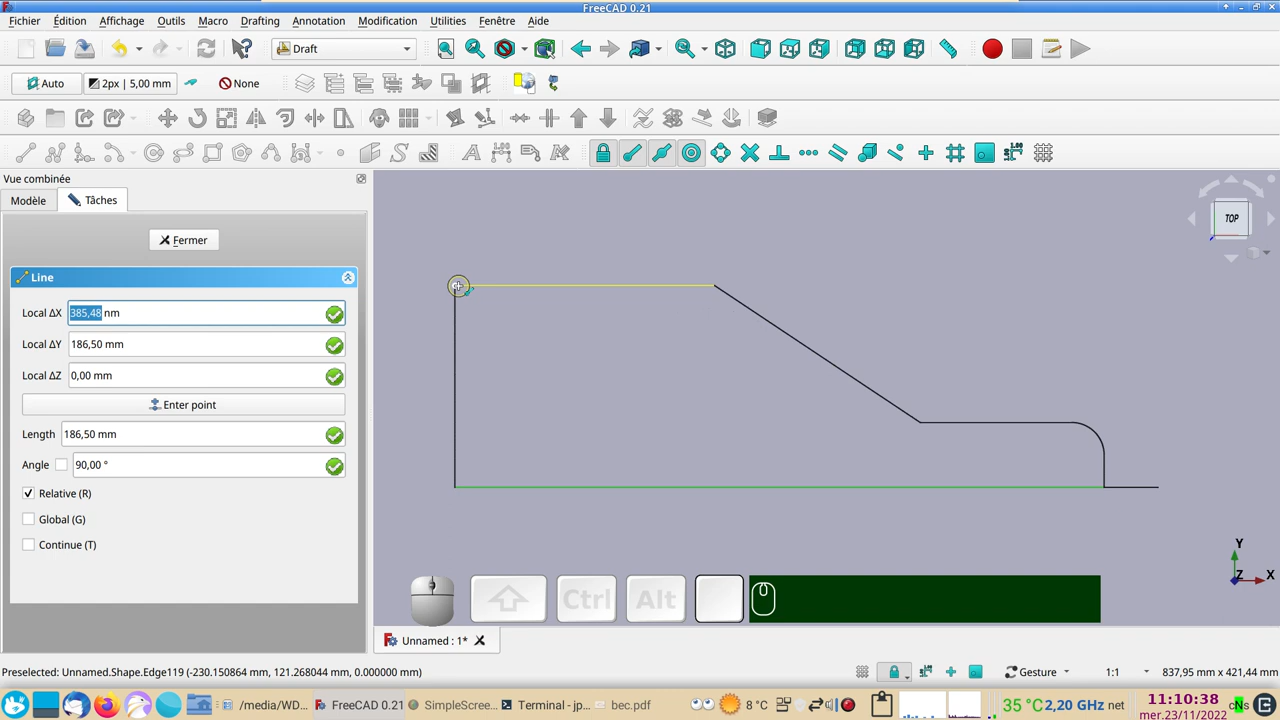 FreeCAD 0.21
Fichier Édition Affichage Outils Macro Drafting Annotation Modification Utilities Fenêtre Aide
Draft
Auto 2px | 5,00 mm None
1.00
Vue combinée
Modèle Tâches
Fermer
Line
Local ΔX 385,48 nm
Local ΔY 186,50 mm
Local ΔZ 0,00 mm
Enter point
Length 186,50 mm
Angle 90,00 °
Relative (R)
Global (G)
Continue (T)
TOP
Y
Z X
Ctrl Alt
Unnamed : 1*
Preselected: Unnamed.Shape.Edge119 (-230.150864 mm, 121.268044 mm, 0.000000 mm) Gesture 1:1 837,95 mm x 421,44 mm
/media/WD... FreeCAD 0.21 SimpleScree... Terminal - jp... bec.pdf 8 °C 35 °C 2,20 GHz net 11:10:38 cNs
mer.23/11/2022